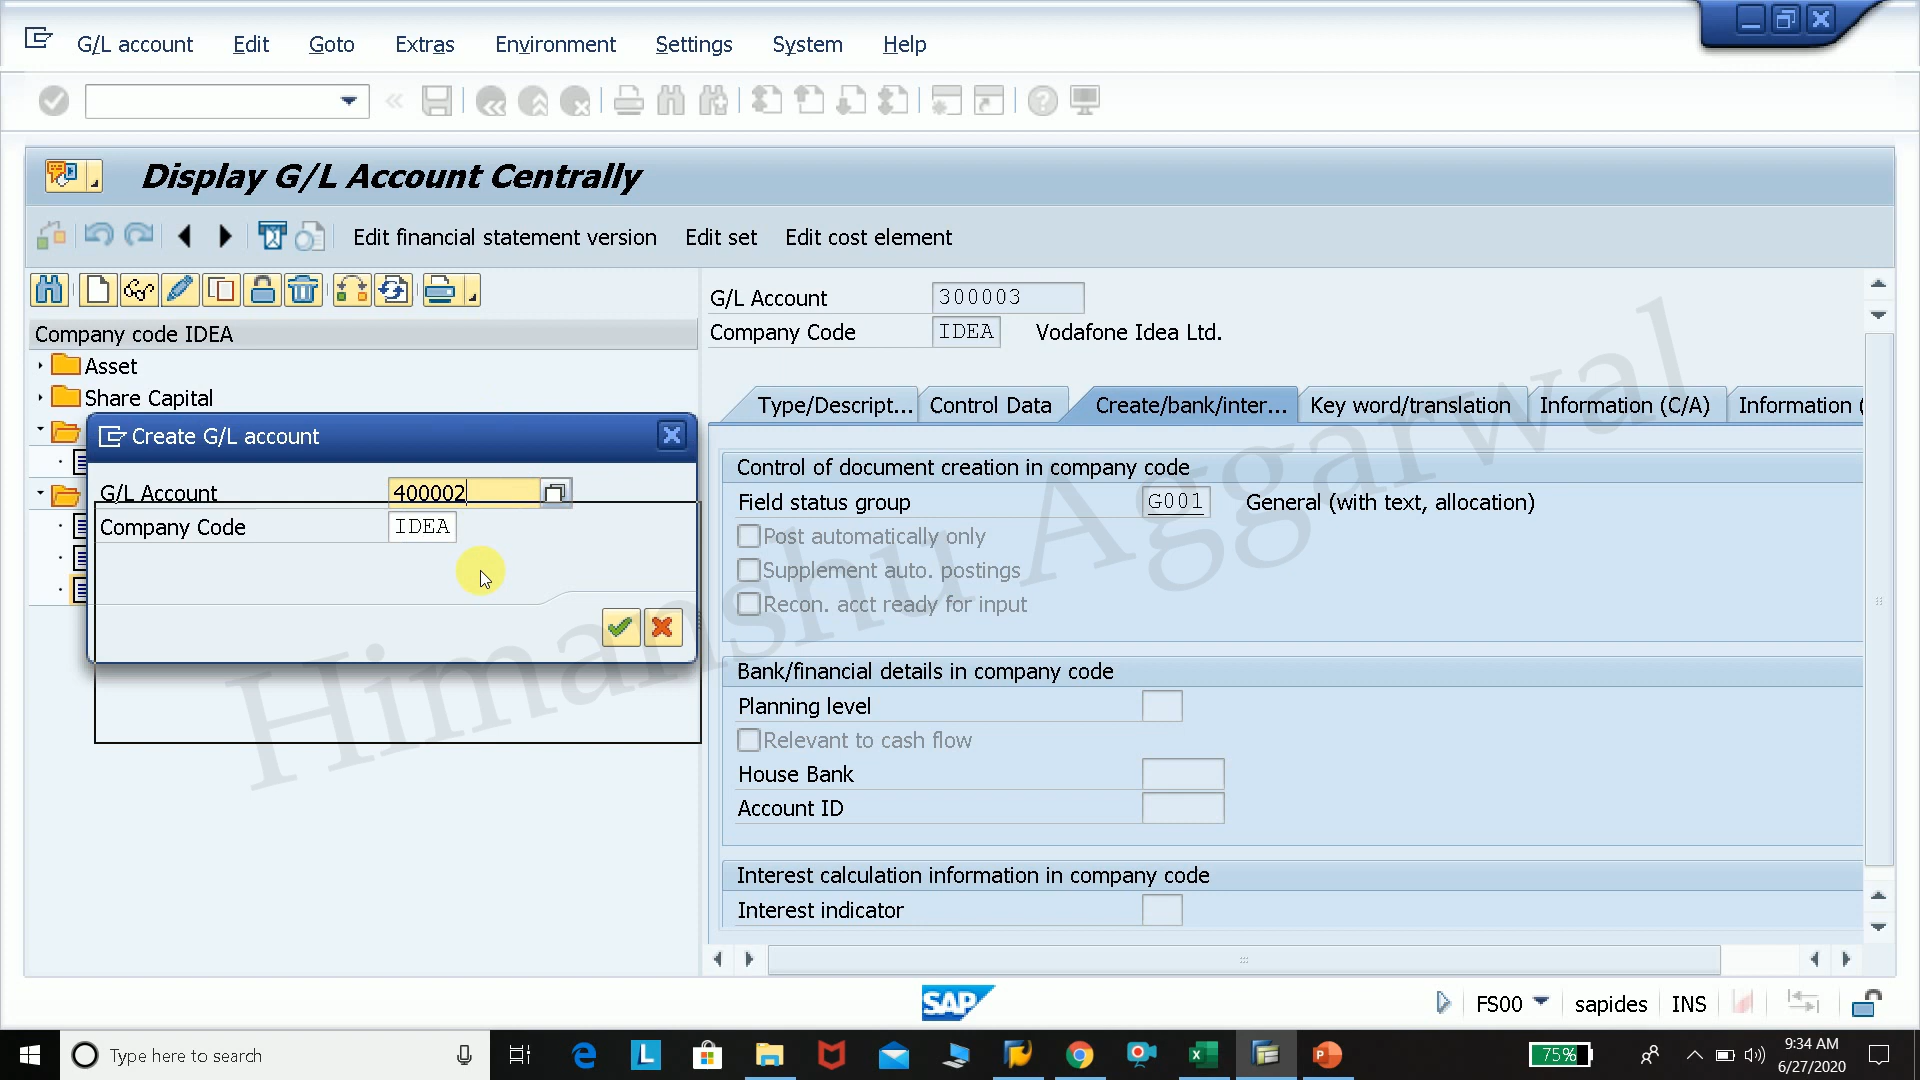 G/L account Edit Goto Extras Environment Settings System Help
Display G/L Account Centrally
Edit financial statement version Edit set Edit cost element
Company code IDEA
Asset
Share Capital
Create G/L account
G/L Account 400002
Company Code IDEA
G/L Account 300003
Company Code IDEA Vodafone Idea Ltd.
Type/Descript... Control Data Create/bank/inter... Key word/translation Information (C/A) Information (
Control of document creation in company code
Field status group G001 General (with text, allocation)
Post automatically only
Supplement auto. postings
Recon. acct ready for input
Bank/financial details in company code
Planning level
Relevant to cash flow
House Bank
Account ID
Interest calculation information in company code
Interest indicator
Himanshu Aggarwal
SAP FS00 sapides INS
Type here to search
75%
9:34 AM
6/27/2020